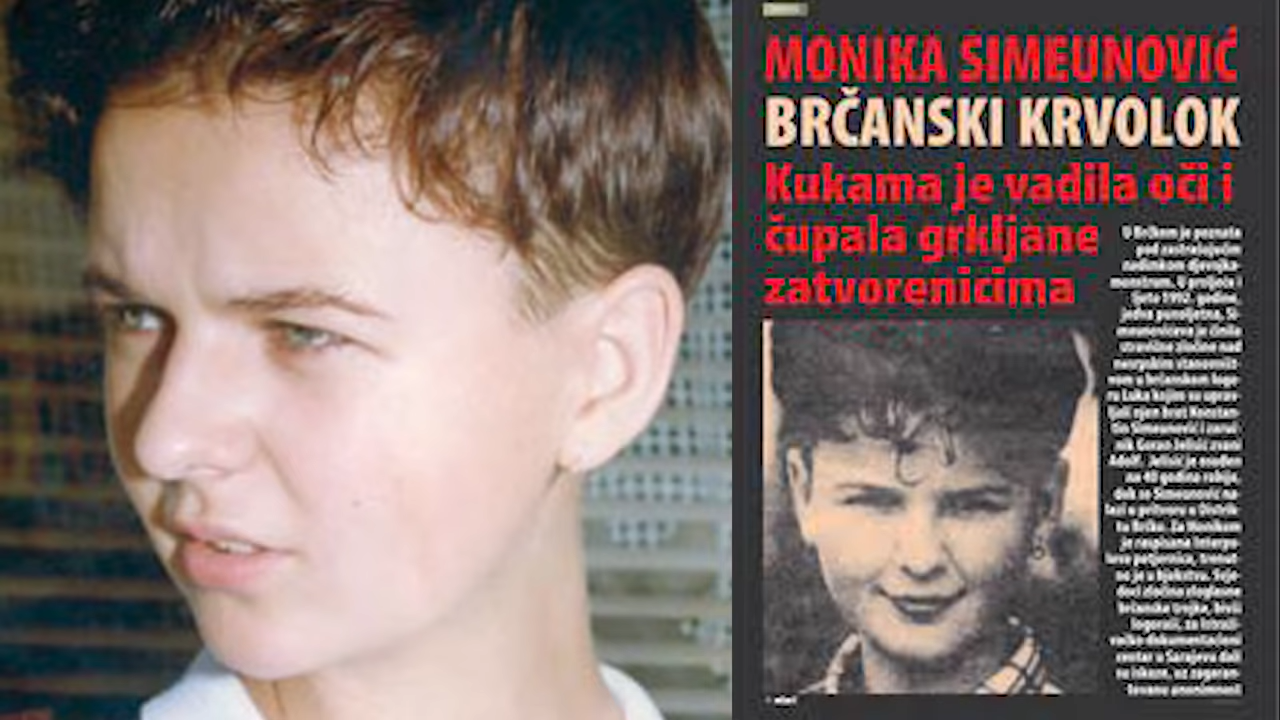 MONIKA SIMEUNOVIĆ
BRČANSKI KRVOLOK
Kukama je vadila oči i
čupala grkljane
zatvorenicima
U Brčkom je poznata
pod zastrašujućim
nadimkom djevojka-
monstrum. U proljeće i
ljeto 1992. godine,
jedva punoljetna, Si-
meunovićeva je činila
stravične zločine nad
nesrpskim stanovniš-
vom u brčanskom logo-
ru Luka kojim su uprav-
ljali njen brat Konstan-
tin Simeunović i zaruč-
nik Goran Jelisić zvani
Adolf. Jelisić je osuđen
na 40 godina robije,
dok se Simeunović na-
lazi u pritvoru u Distrik-
tu Brčko. Za Monikom
je raspisana Interpo-
lova potjernica, trenut-
no je u bjekstvu. Svje-
doci zločina zloglasne
brčanske trojke, bivši
logoraši, za Istraži-
vačko dokumentacioni
centar u Sarajevu dali
su iskaze, uz zagaran-
tovanu anonimnost